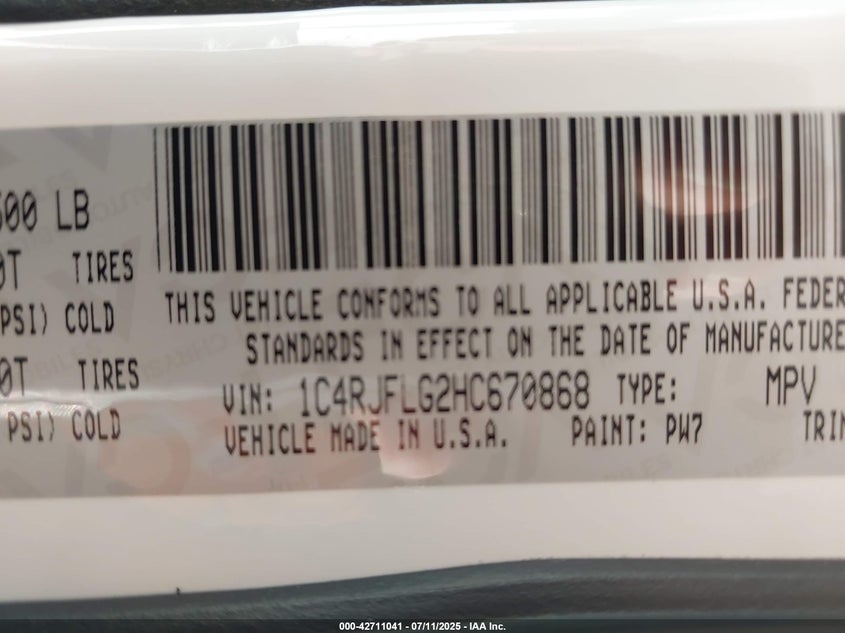 500 LB
0T TIRES
PSI) COLD
0T TIRES
PSI) COLD
THIS VEHICLE CONFORMS TO ALL APPLICABLE U.S.A. FEDER
STANDARDS IN EFFECT ON THE DATE OF MANUFACTURE
VIN: 1C4RJFLG2HC670868 TYPE: MPV
VEHICLE MADE IN U.S.A. PAINT: PW7 TRIM
000-42711041 - 07/11/2025 - IAA Inc.